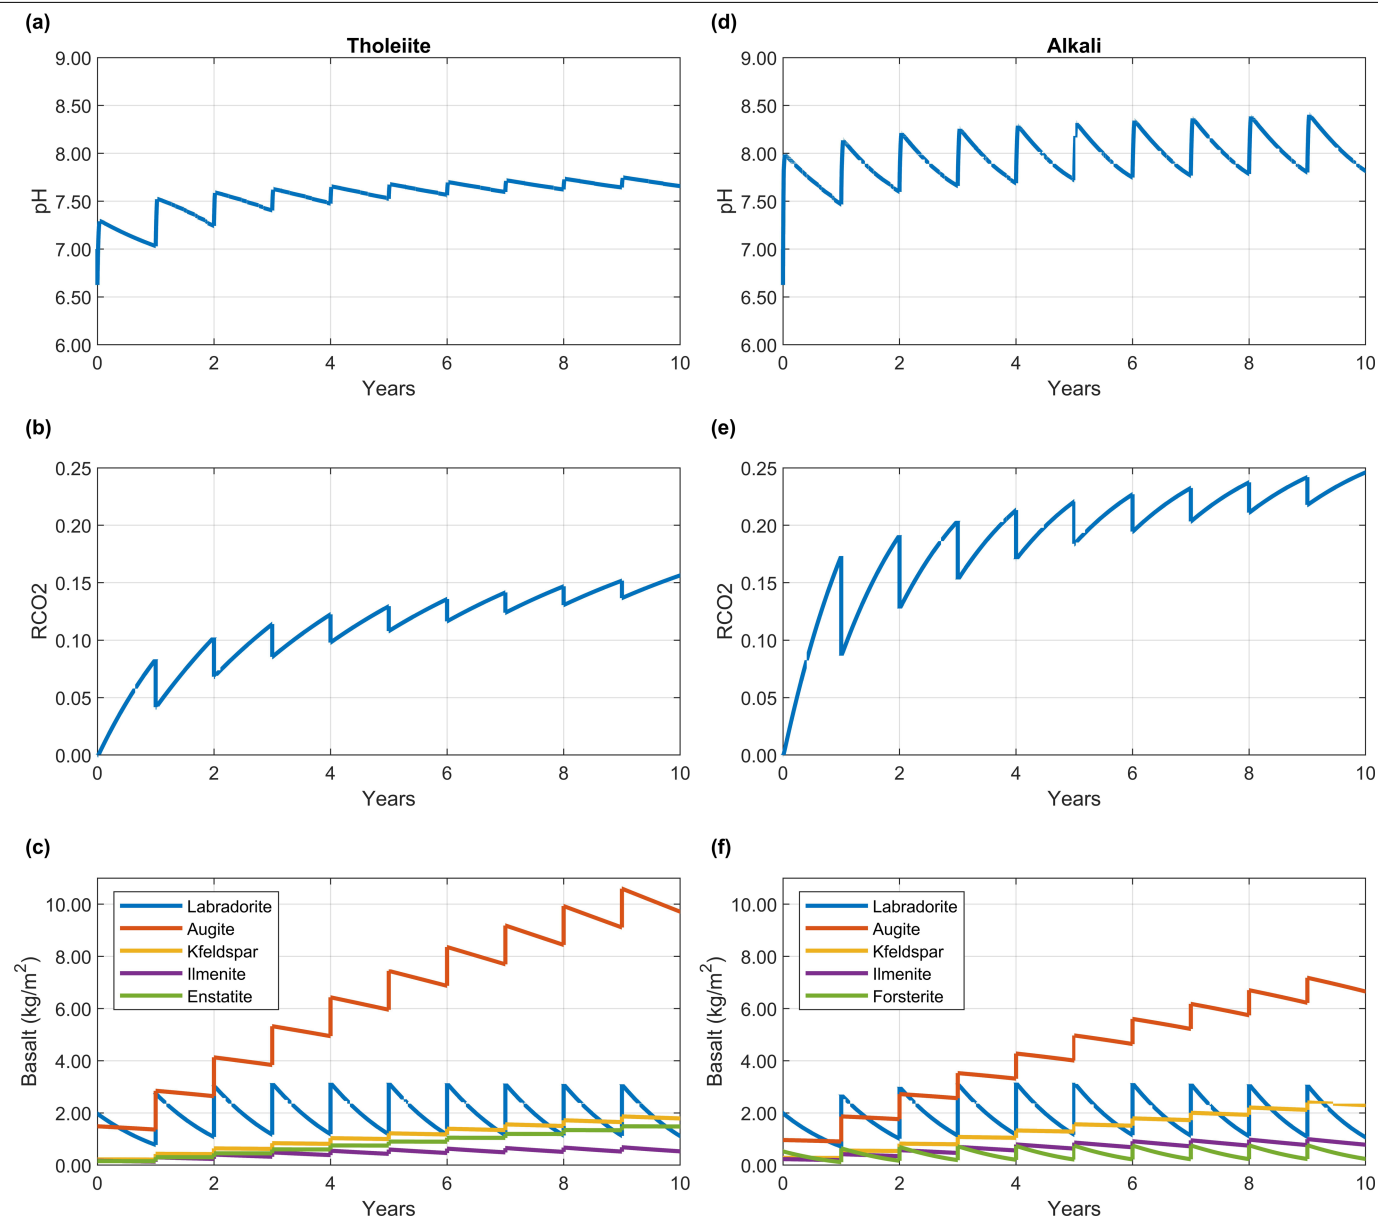 (a)
Tholeiite
9.00
8.50
8.00
7.50
7.00
6.50
6.00
pH
0 2 4 6 8 10
Years
(d)
Alkali
9.00
8.50
8.00
7.50
7.00
6.50
6.00
pH
0 2 4 6 8 10
Years
(b)
0.25
0.20
0.15
0.10
0.05
0.00
RCO2
0 2 4 6 8 10
Years
(e)
0.25
0.20
0.15
0.10
0.05
0.00
RCO2
0 2 4 6 8 10
Years
(c)
10.00
8.00
6.00
4.00
2.00
0.00
Basalt (kg/m²)
Labradorite
Augite
Kfeldspar
Ilmenite
Enstatite
0 2 4 6 8 10
Years
(f)
10.00
8.00
6.00
4.00
2.00
0.00
Basalt (kg/m²)
Labradorite
Augite
Kfeldspar
Ilmenite
Forsterite
0 2 4 6 8 10
Years